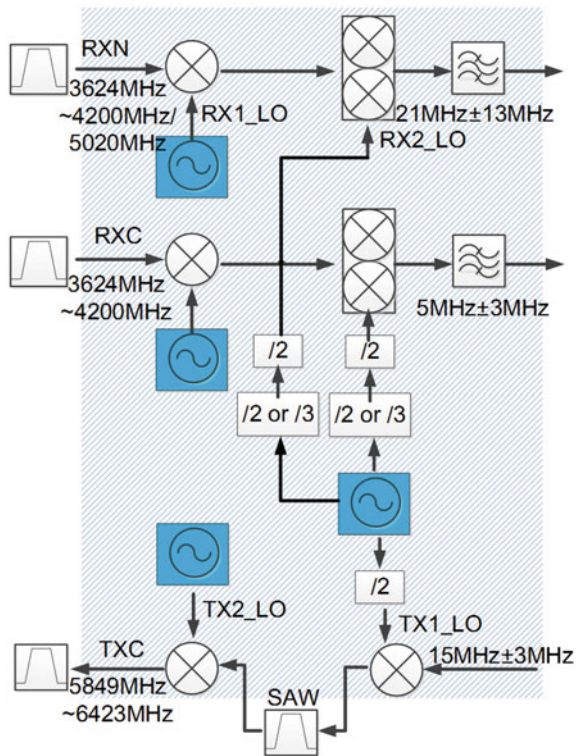 RXN
3624MHz
~4200MHz/
5020MHz
RX1_LO
21MHz±13MHz
RX2_LO
RXC
3624MHz
~4200MHz
5MHz±3MHz
/2
/2
/2 or /3
/2 or /3
/2
TX2_LO
TX1_LO
TXC
15MHz±3MHz
5849MHz
~6423MHz
SAW